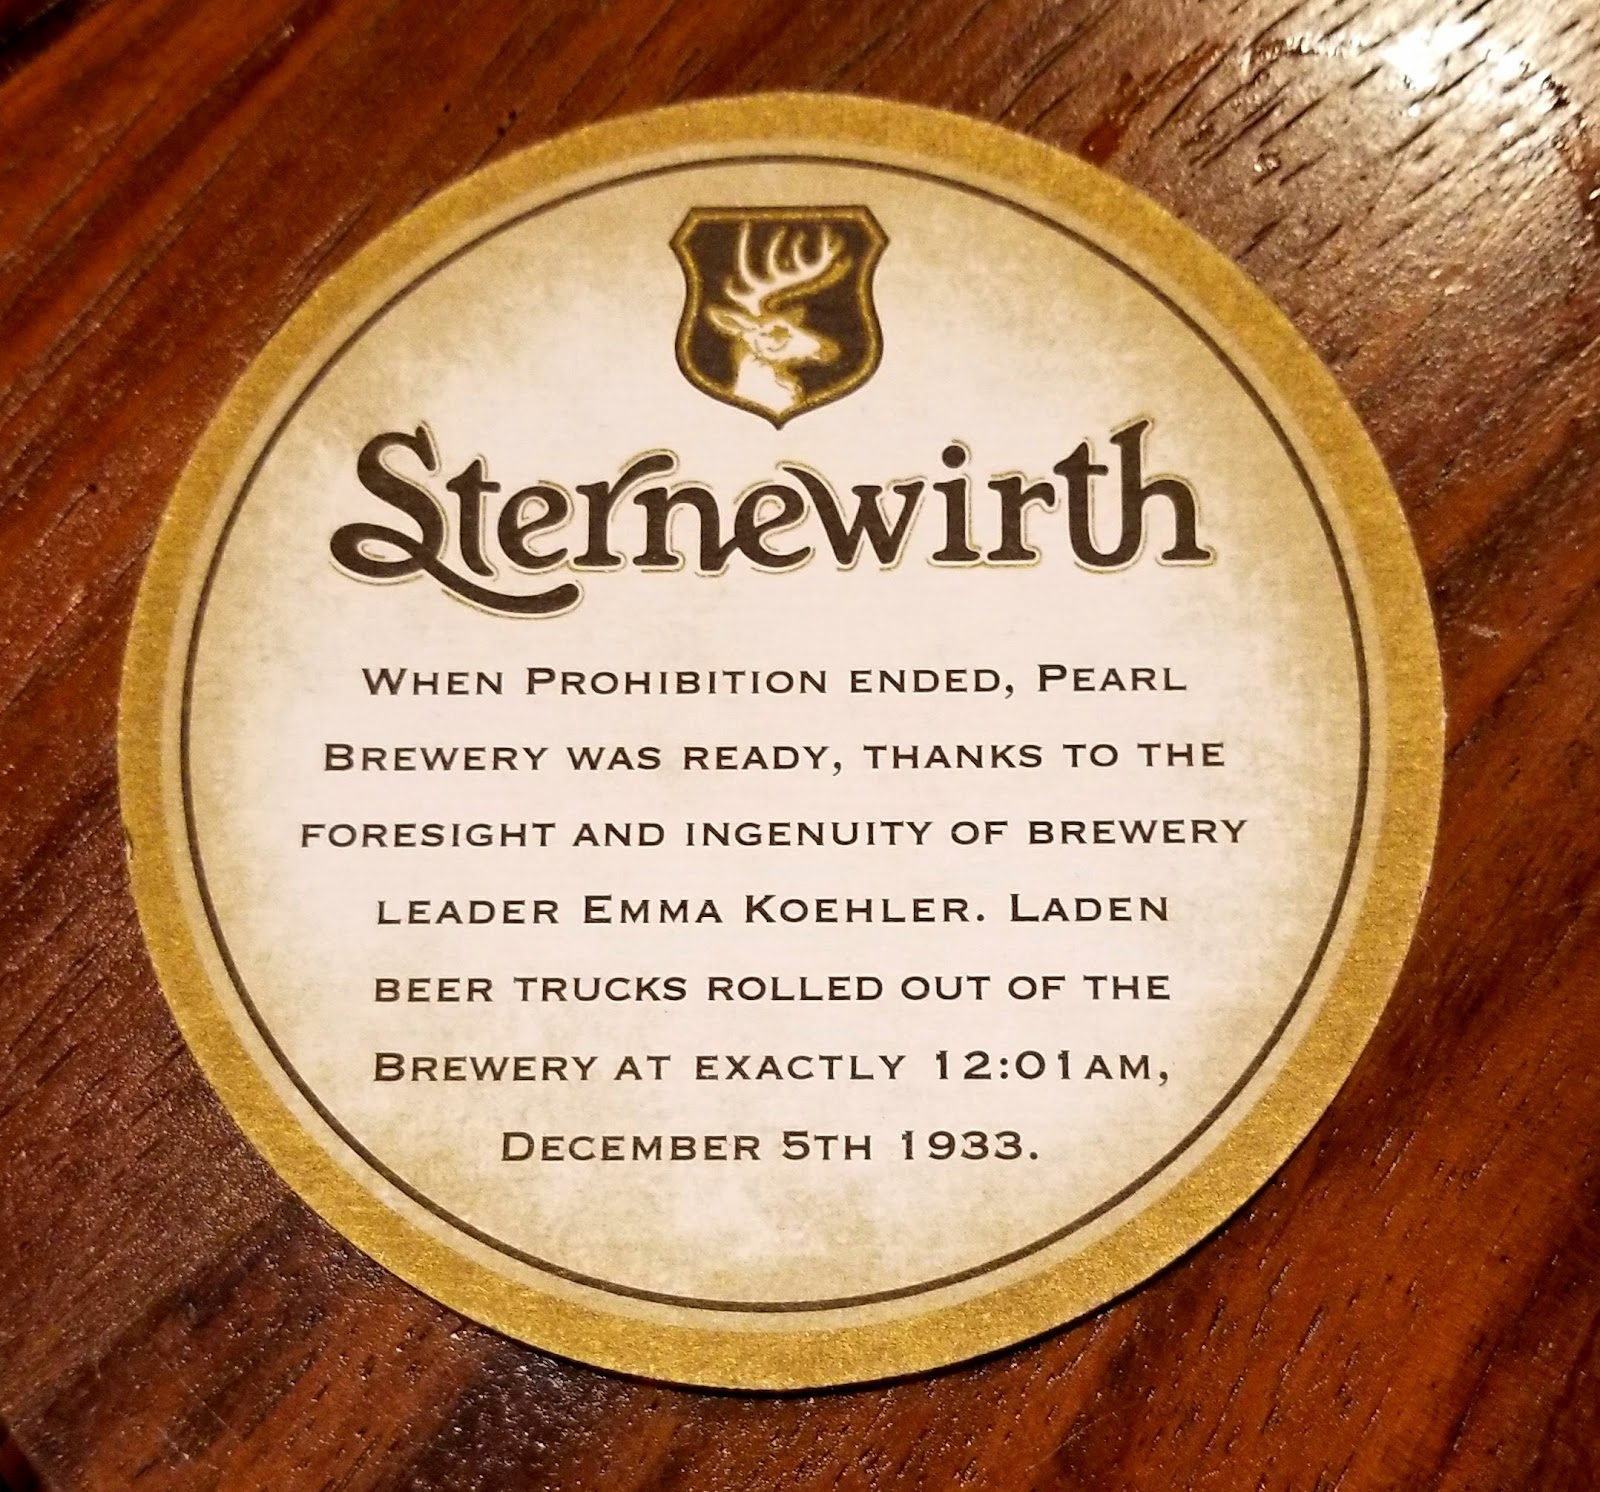 Sternewirth
When Prohibition ended, Pearl
Brewery was ready, thanks to the
foresight and ingenuity of brewery
leader Emma Koehler. Laden
beer trucks rolled out of the
Brewery at exactly 12:01am,
December 5th 1933.